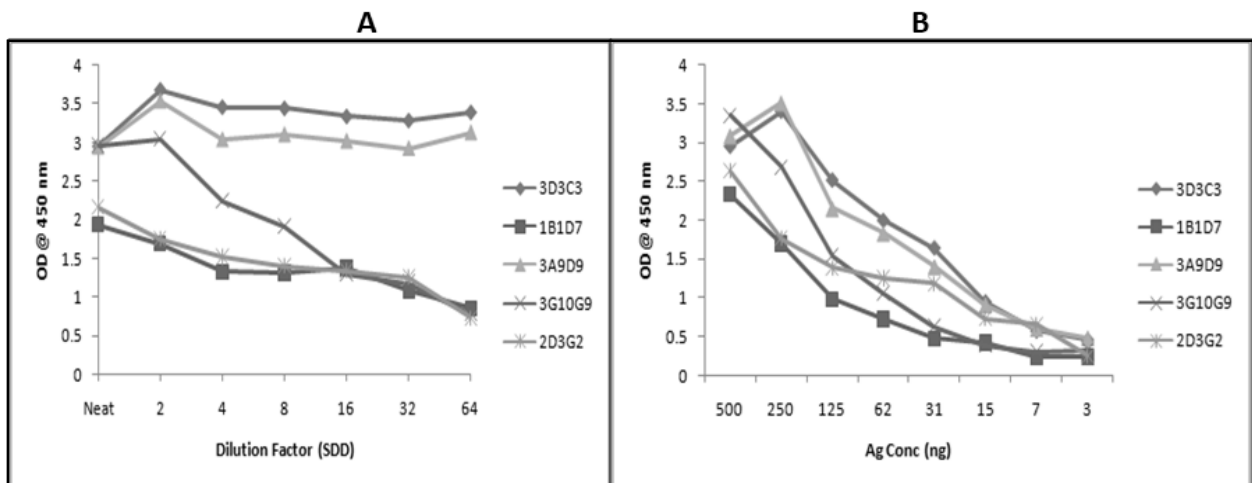 A
4
3.5
3
2.5
2
1.5
1
0.5
0
OD @ 450 nm
Neat 2 4 8 16 32 64
Dilution Factor (SDD)
3D3C3
1B1D7
3A9D9
3G10G9
2D3G2
B
4
3.5
3
2.5
2
1.5
1
0.5
0
OD @ 450 nm
500 250 125 62 31 15 7 3
Ag Conc (ng)
3D3C3
1B1D7
3A9D9
3G10G9
2D3G2